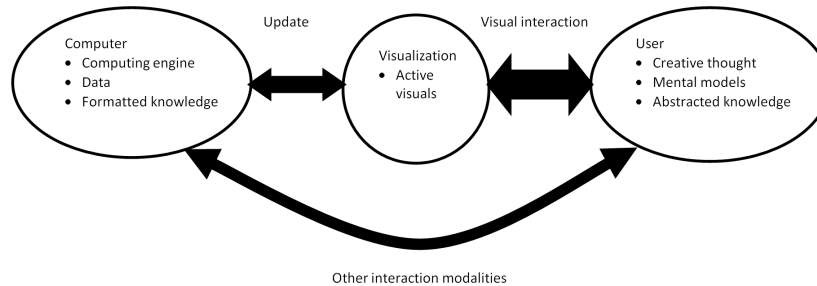 Update
Visual interaction
Computer
• Computing engine
• Data
• Formatted knowledge
Visualization
• Active
visuals
User
• Creative thought
• Mental models
• Abstracted knowledge
Other interaction modalities